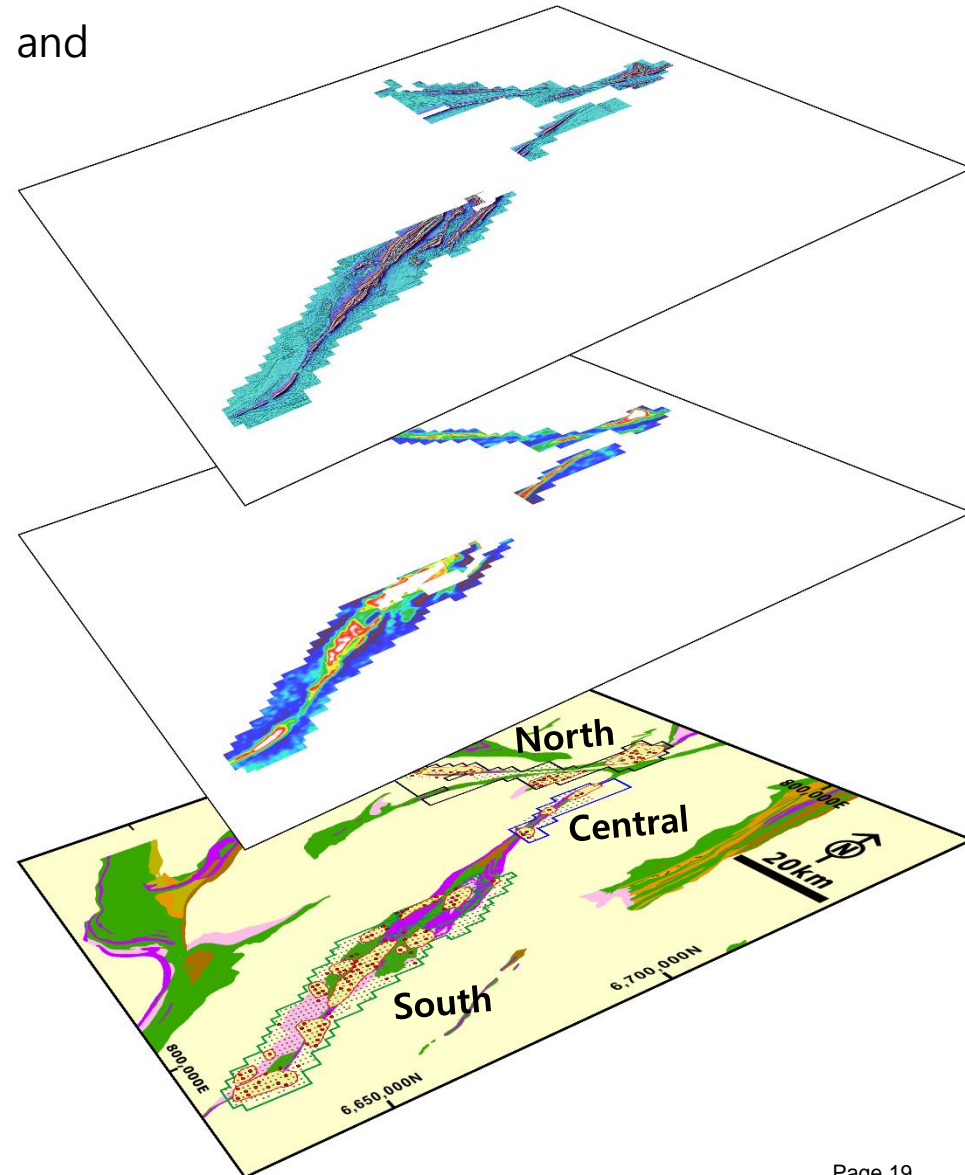 and
North
800,000E
Central
N
20km
South
6,700,000N
800,000E
6,650,000N
Page 19